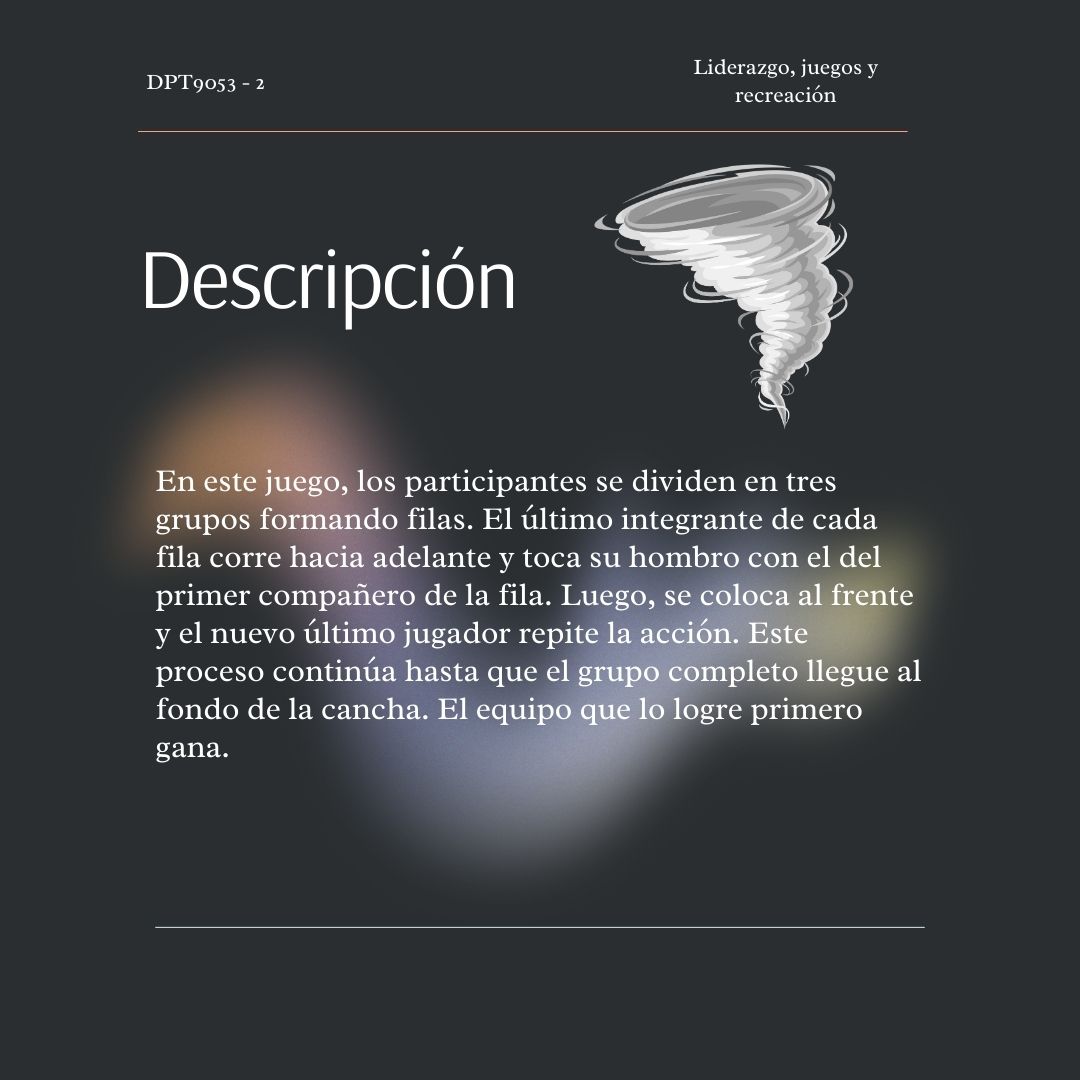 DPT9053 - 2
Liderazgo, juegos y
recreación
Descripción
En este juego, los participantes se dividen en tres
grupos formando filas. El último integrante de cada
fila corre hacia adelante y toca su hombro con el del
primer compañero de la fila. Luego, se coloca al frente
y el nuevo último jugador repite la acción. Este
proceso continúa hasta que el grupo completo llegue al
fondo de la cancha. El equipo que lo logre primero
gana.